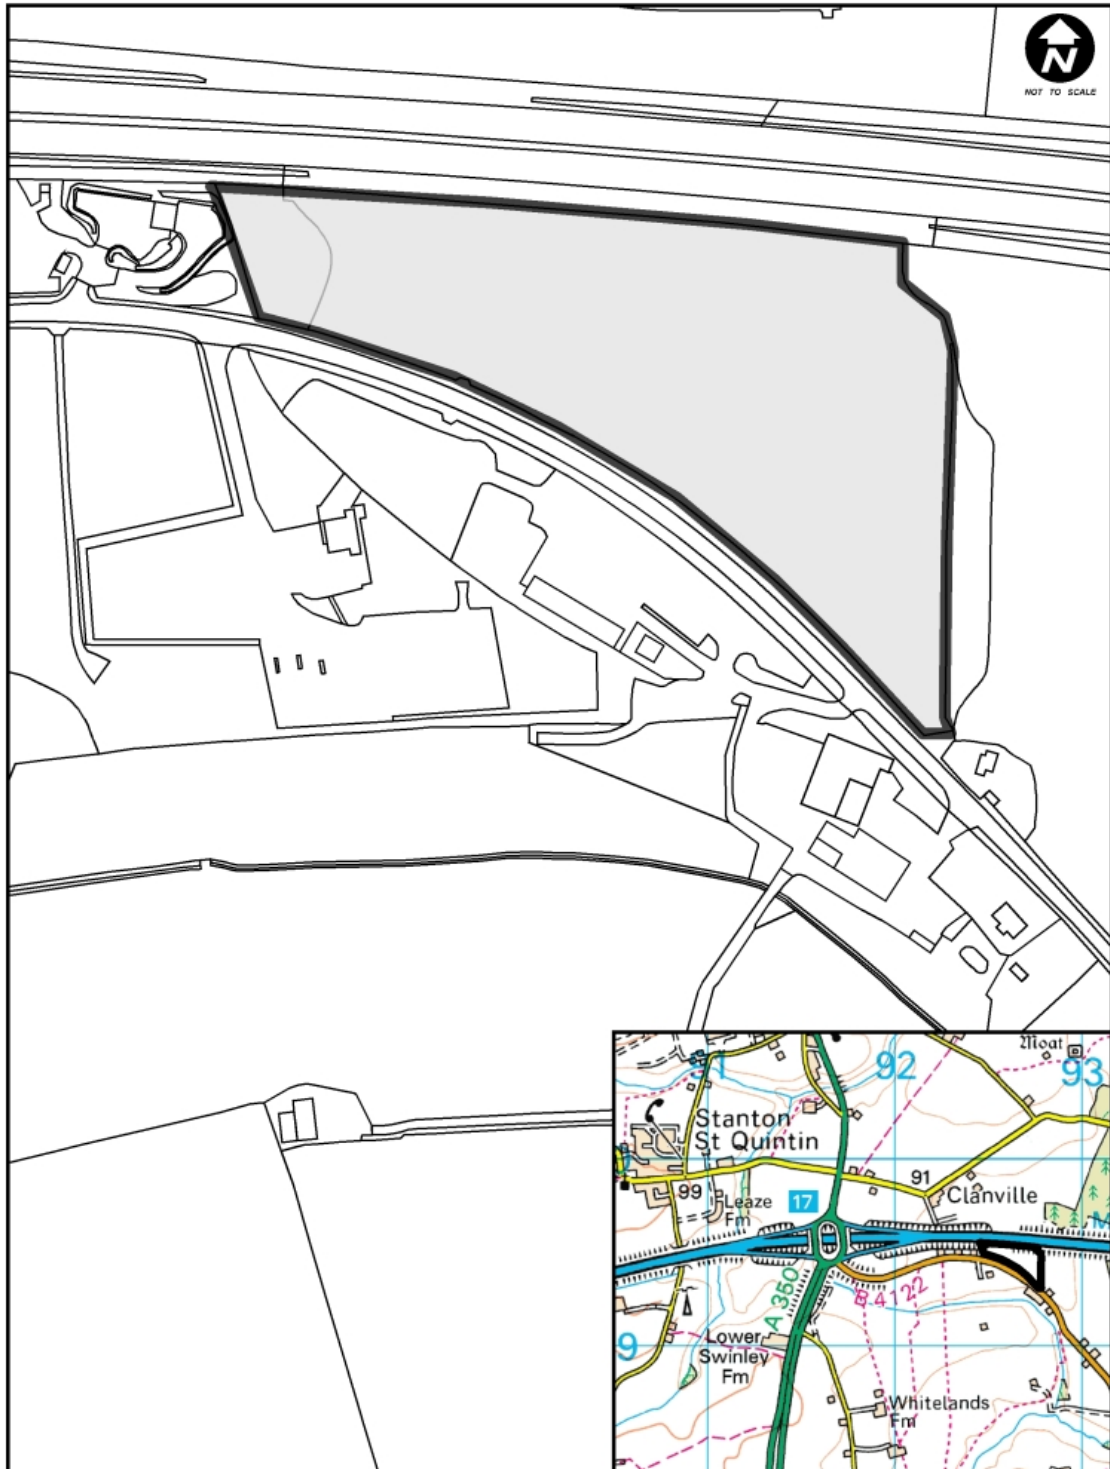 N
NOT TO SCALE
Moat
91
92
93
Stanton
St Quintin
99
Leaze
Fm
17
91
Clanville
M
A 350
B 4122
9
Lower
Swinley
Fm
Whitelands
Fm